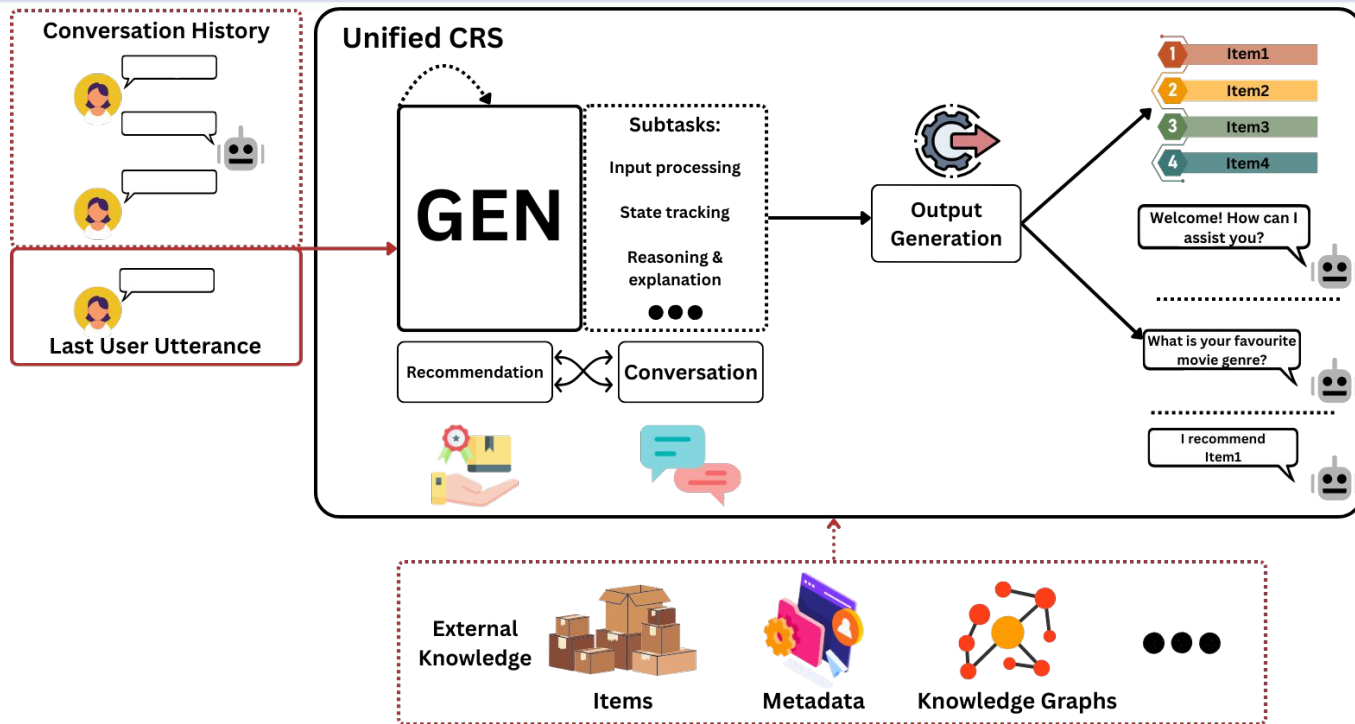 Conversation History
Last User Utterance
Unified CRS
GEN
Subtasks:
Input processing
State tracking
Reasoning &
explanation
Recommendation
Conversation
Output
Generation
1 Item1
2 Item2
3 Item3
4 Item4
Welcome! How can I
assist you?
What is your favourite
movie genre?
I recommend
Item1
External
Knowledge
Items
Metadata
Knowledge Graphs